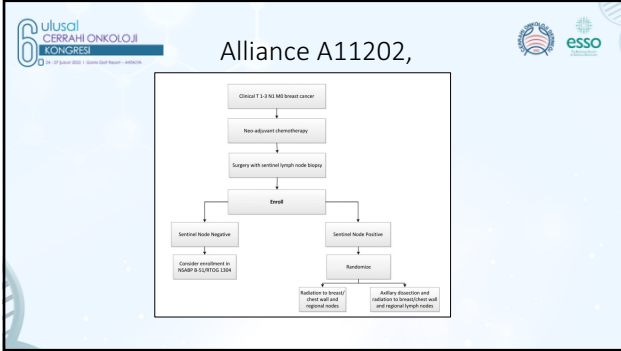 6.
ulusal
CERRAHİ ONKOLOJİ
KONGRESİ
Alliance A11202,
esso
Clinical T 1-3 N1 M0 breast cancer
Neo-adjuvant chemotherapy
Surgery with sentinel lymph node biopsy
Enroll
Sentinel Node Negative
Sentinel Node Positive
Consider enrollment in
NSABP B-51/RTOG 1304
Randomize
Radiation to breast/
chest wall and
regional nodes
Axillary dissection and
radiation to breast/chest wall
and regional lymph nodes